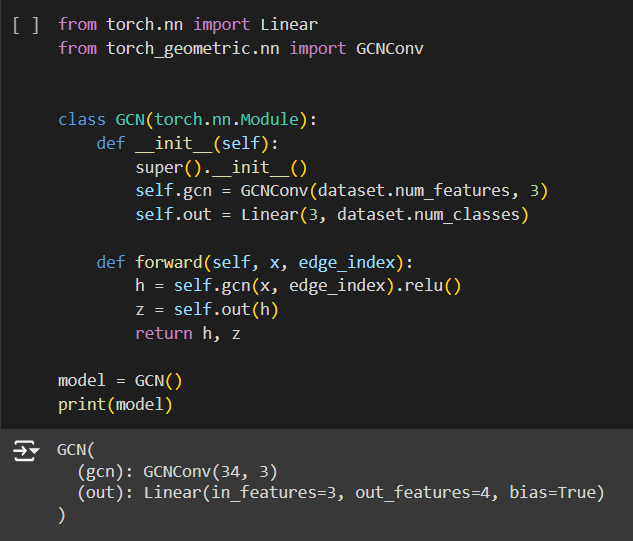 [ ] from torch.nn import Linear
from torch_geometric.nn import GCNConv
class GCN(torch.nn.Module):
    def __init__(self):
        super().__init__()
        self.gcn = GCNConv(dataset.num_features, 3)
        self.out = Linear(3, dataset.num_classes)
    def forward(self, x, edge_index):
        h = self.gcn(x, edge_index).relu()
        z = self.out(h)
        return h, z
model = GCN()
print(model)
GCN(
  (gcn): GCNConv(34, 3)
  (out): Linear(in_features=3, out_features=4, bias=True)
)